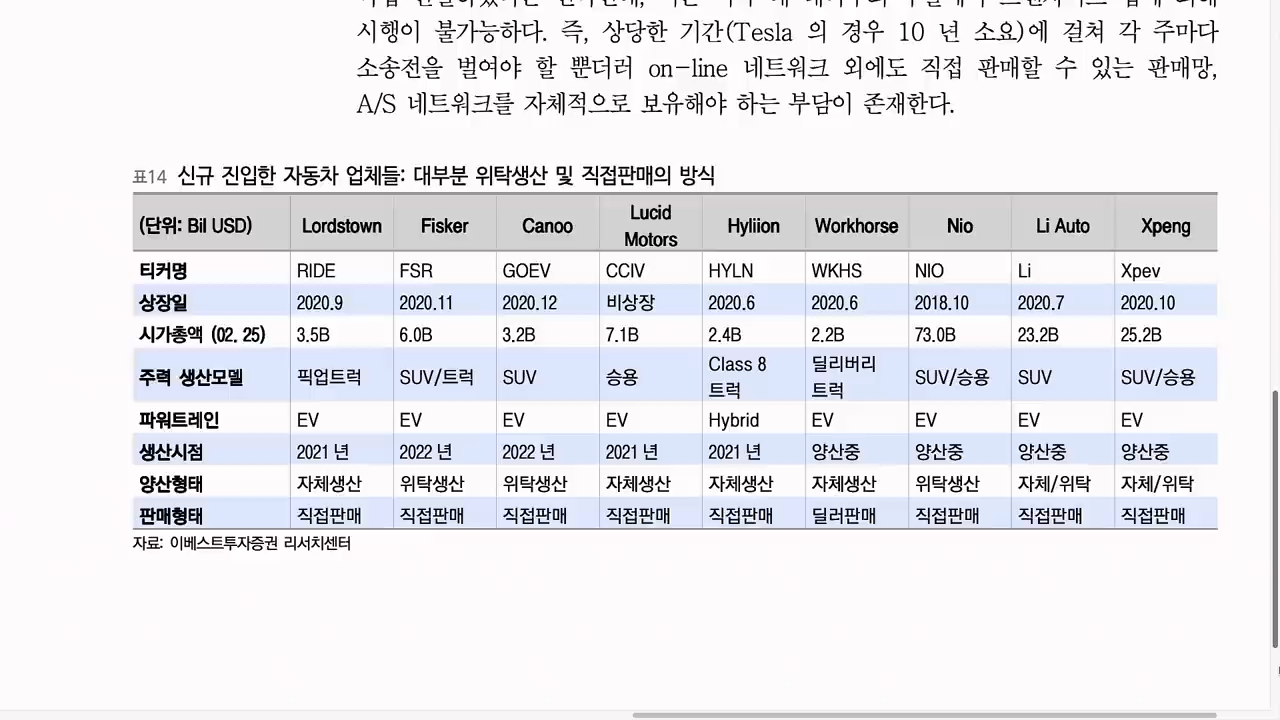 시행이 불가능하다. 즉, 상당한 기간(Tesla 의 경우 10 년 소요)에 걸쳐 각 주마다
소송전을 벌여야 할 뿐더러 on-line 네트워크 외에도 직접 판매할 수 있는 판매망,
A/S 네트워크를 자체적으로 보유해야 하는 부담이 존재한다.
표14 신규 진입한 자동차 업체들: 대부분 위탁생산 및 직접판매의 방식
(단위: Bil USD) Lordstown Fisker Canoo Lucid Motors Hyliion Workhorse Nio Li Auto Xpeng
티커명 RIDE FSR GOEV CCIV HYLN WKHS NIO Li Xpev
상장일 2020.9 2020.11 2020.12 비상장 2020.6 2020.6 2018.10 2020.7 2020.10
시가총액 (02. 25) 3.5B 6.0B 3.2B 7.1B 2.4B 2.2B 73.0B 23.2B 25.2B
주력 생산모델 픽업트럭 SUV/트럭 SUV 승용 Class 8 트럭 딜리버리 트럭 SUV/승용 SUV SUV/승용
파워트레인 EV EV EV EV Hybrid EV EV EV EV
생산시점 2021 년 2022 년 2022 년 2021 년 2021 년 양산중 양산중 양산중 양산중
양산형태 자체생산 위탁생산 위탁생산 자체생산 자체생산 자체생산 위탁생산 자체/위탁 자체/위탁
판매형태 직접판매 직접판매 직접판매 직접판매 직접판매 딜러판매 직접판매 직접판매 직접판매
자료: 이베스트투자증권 리서치센터